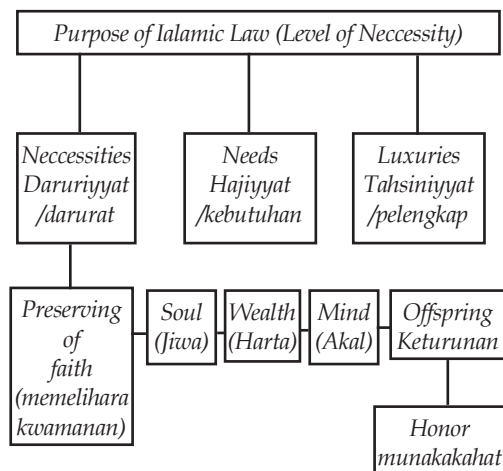 Purpose of Ialamic Law (Level of Neccessity)
Neccessities
Daruriyyat
/darurat
Needs
Hajiyyat
/kebutuhan
Luxuries
Tahsiniyyat
/pelengkap
Preserving
of
faith
(memelihara
kwamanan)
Soul
(Jiwa)
Wealth
(Harta)
Mind
(Akal)
Offspring
Keturunan
Honor
munakakahat